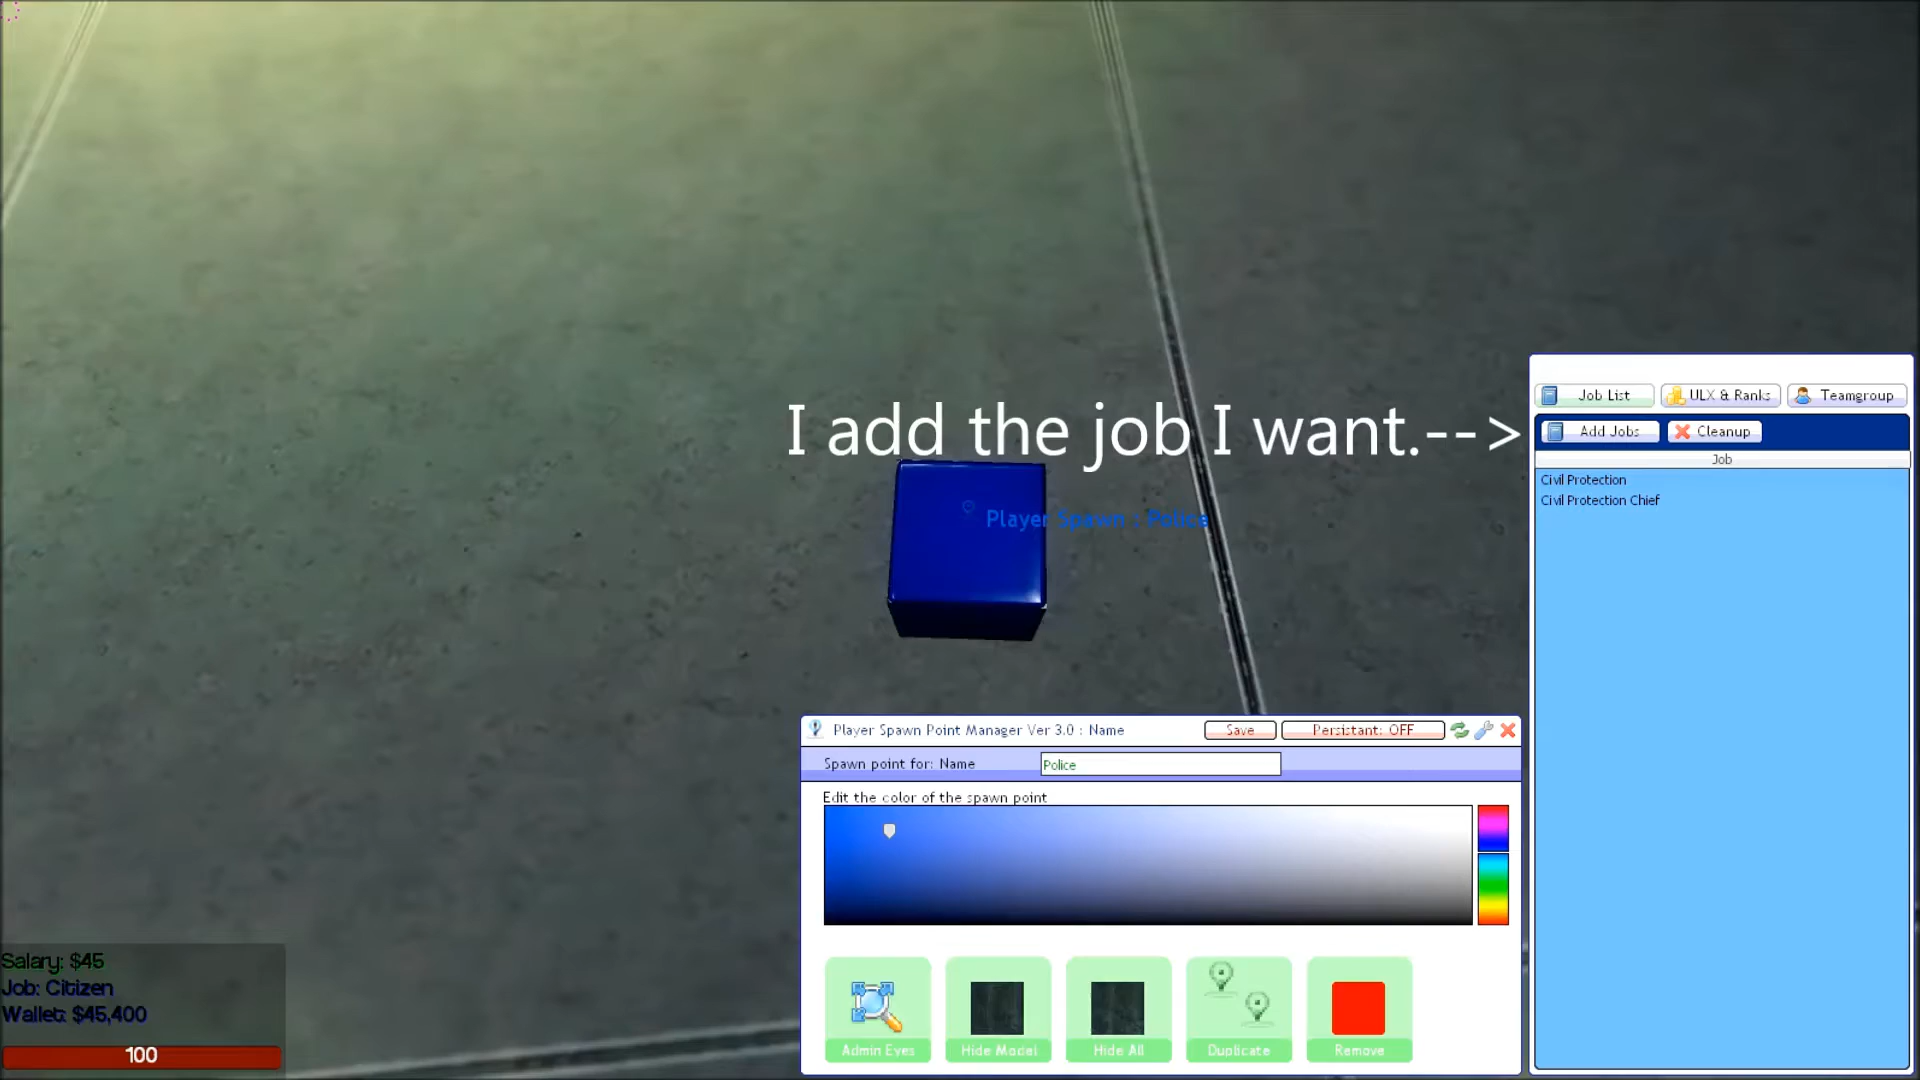 Job List
ULX & Ranks
Teamgroup
I add the job I want.-->
Add Jobs
Cleanup
Job
Civil Protection
Civil Protection Chief
Player Spawn : Police
Player Spawn Point Manager Ver 3.0 : Name
Save
Persistant: OFF
Spawn point for: Name
Police
Edit the color of the spawn point
Salary: $45
Job: Citizen
Wallet: $45,400
100
Admin Eyes
Hide Model
Hide All
Duplicate
Remove